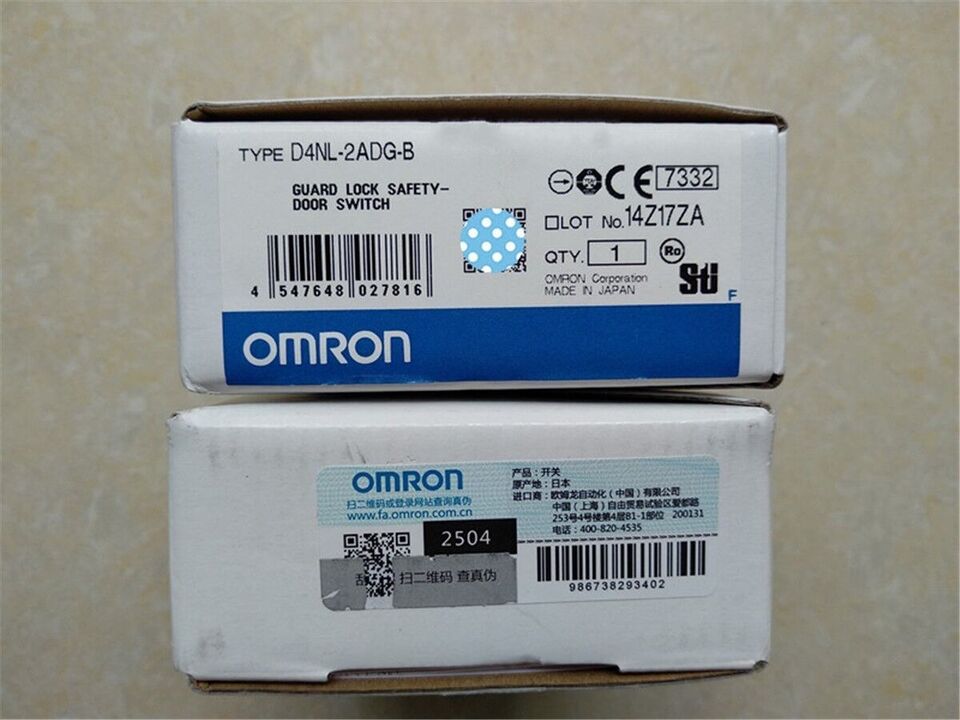 TYPE D4NL-2ADG-B
GUARD LOCK SAFETY-
DOOR SWITCH
7332
LOT No. 14Z17ZA
QTY. 1
OMRON Corporation
MADE IN JAPAN
Sti
F
4 547648 027816
OMRON
OMRON
扫二维码或登录网站查询真伪
www.fa.omron.com.cn
2504
刮
扫二维码 查真伪
产品：开关
原产地：日本
进口商：欧姆龙自动化（中国）有限公司
中国（上海）自由贸易试验区爱都路
253号4号楼第4层B1-1部位 200131
电话：400-820-4535
986738293402